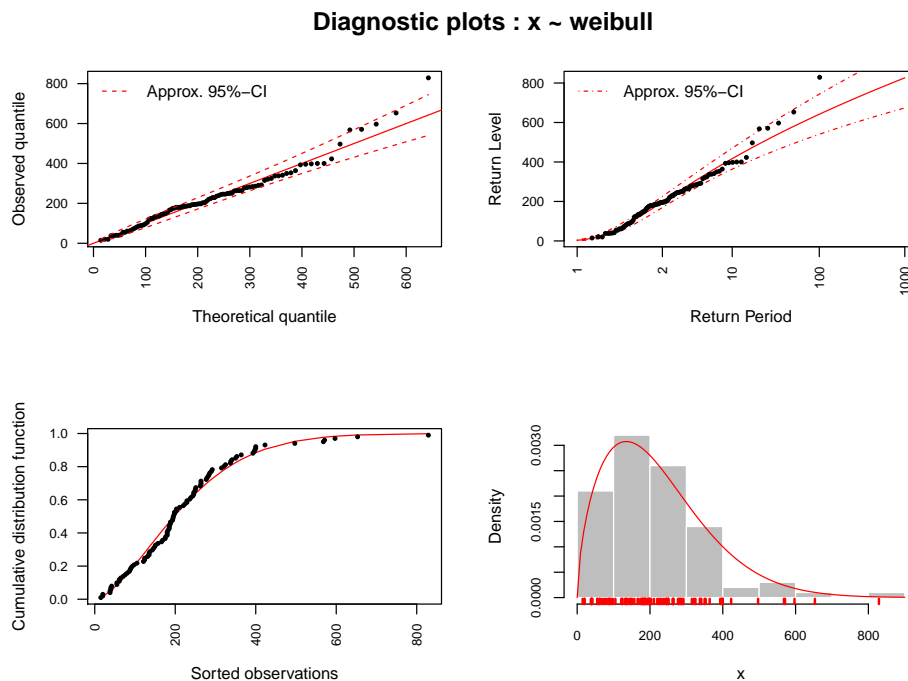 Diagnostic plots : x ~ weibull
Observed quantile
800
600
400
200
0
Approx. 95%−CI
0 100 200 300 400 500 600
Theoretical quantile
Return Level
800
600
400
200
0
Approx. 95%−CI
1 2 10 100 1000
Return Period
Cumulative distribution function
1.0
0.8
0.6
0.4
0.2
0.0
0 200 400 600 800
Sorted observations
Density
0.0030
0.0015
0.0000
0 200 400 600 800
x